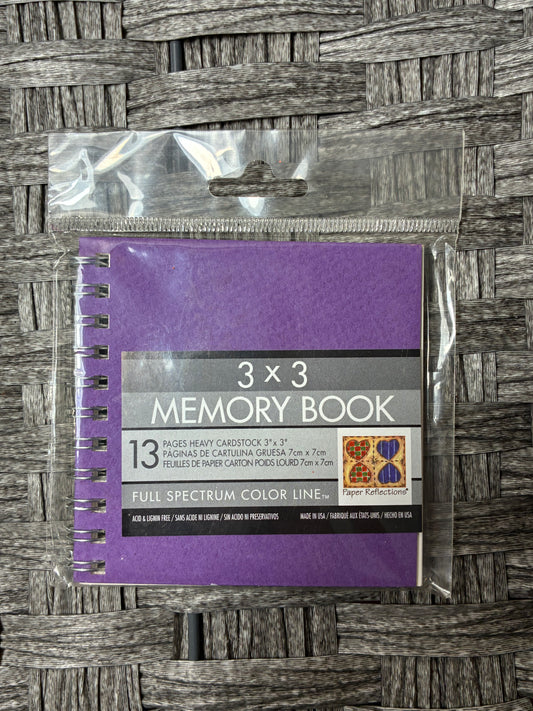 3 x 3
MEMORY BOOK
13 PAGES HEAVY CARDSTOCK 3" x 3"
PÁGINAS DE CARTULINA GRUESA 7cm x 7cm
FEUILLES DE PAPIER CARTON POIDS LOURD 7cm x 7cm
FULL SPECTRUM COLOR LINE™
Paper Reflections®
ACID & LIGNIN FREE / SANS ACIDE NI LIGNINE / SIN ACIDO NI PRESERVATIVOS
MADE IN USA / FABRIQUÉ AUX ÉTATS-UNIS / HECHO EN USA